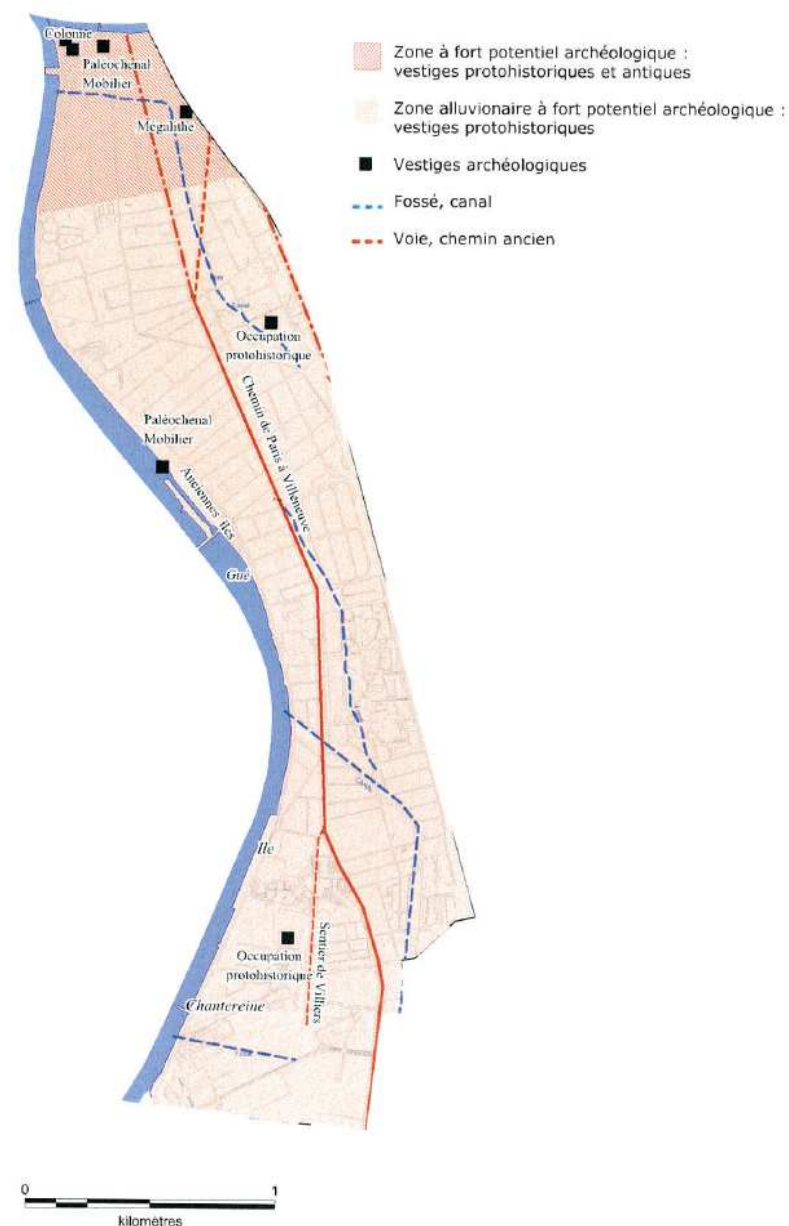 Colonne
Paléochenal
Mobilier
Mégalithe
Zone à fort potentiel archéologique :
vestiges protohistoriques et antiques
Zone alluvionaire à fort potentiel archéologique :
vestiges protohistoriques
Vestiges archéologiques
Fossé, canal
Voie, chemin ancien
Occupation
protohistorique
Chemin de Paris à Villeneuve
Paléochenal
Mobilier
Anciennes îles
Gué
Ile
Occupation
protohistorique
Sentier de Villiers
Chantereine
0 1
kilomètres